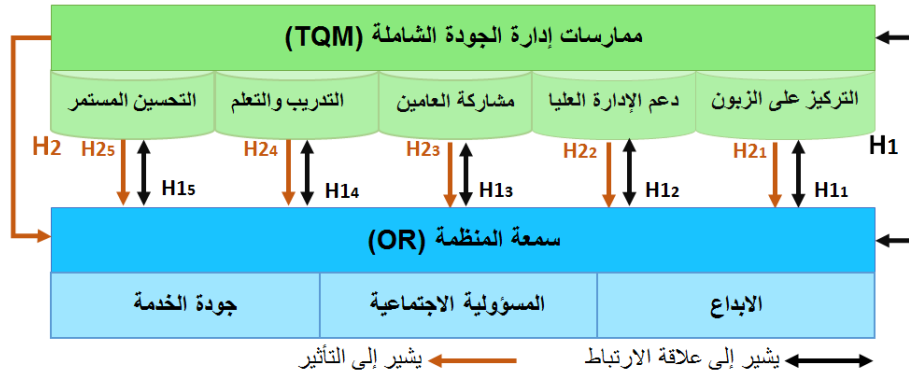 ممارسات إدارة الجودة الشاملة (TQM)
التركيز على الزبون
دعم الإدارة العليا
مشاركة العامين
التدريب والتعلم
التحسين المستمر
H1
H2₁
H2₂
H2₃
H2₄
H2₅
H2
H1₁
H1₂
H1₃
H1₄
H1₅
سمعة المنظمة (OR)
الابداع
المسؤولية الاجتماعية
جودة الخدمة
يشير إلى علاقة الارتباط
يشير إلى التأثير